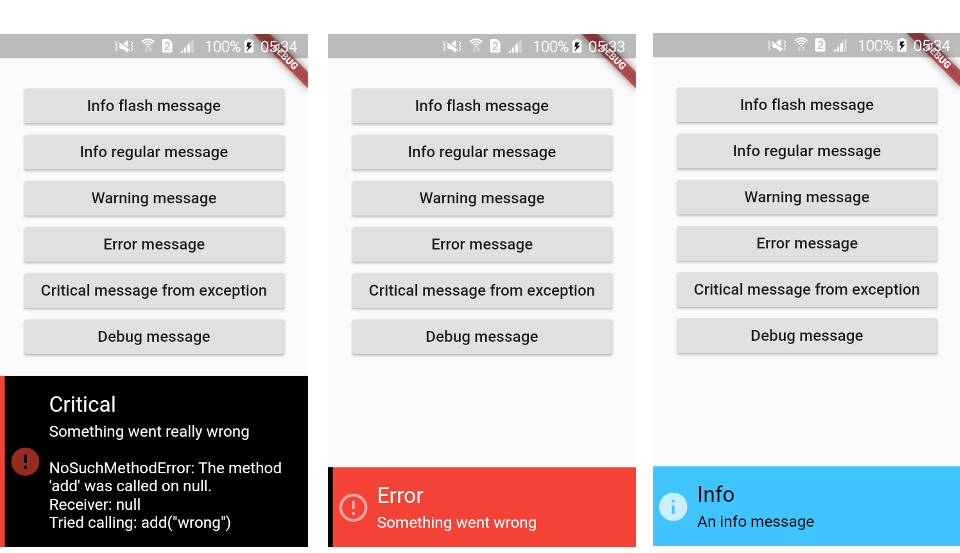 2 100% 05:34
DEBUG
Info flash message
Info regular message
Warning message
Error message
Critical message from exception
Debug message
Critical
Something went really wrong
NoSuchMethodError: The method
'add' was called on null.
Receiver: null
Tried calling: add("wrong")
2 100% 05:33
DEBUG
Info flash message
Info regular message
Warning message
Error message
Critical message from exception
Debug message
Error
Something went wrong
2 100% 05:34
DEBUG
Info flash message
Info regular message
Warning message
Error message
Critical message from exception
Debug message
Info
An info message